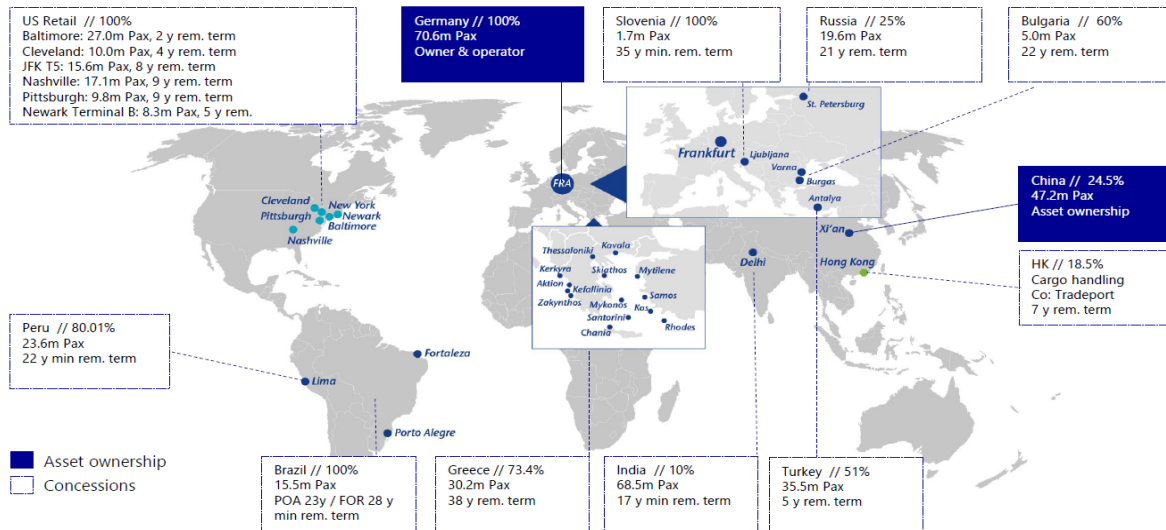 US Retail // 100%
Baltimore: 27.0m Pax, 2 y rem. term
Cleveland: 10.0m Pax, 4 y rem. term
JFK T5: 15.6m Pax, 8 y rem. term
Nashville: 17.1m Pax, 9 y rem. term
Pittsburgh: 9.8m Pax, 9 y rem. term
Newark Terminal B: 8.3m Pax, 5 y rem.
Germany // 100%
70.6m Pax
Owner & operator
Slovenia // 100%
1.7m Pax
35 y min. rem. term
Russia // 25%
19.6m Pax
21 y rem. term
Bulgaria // 60%
5.0m Pax
22 y rem. term
St. Petersburg
Frankfurt
Ljubljana
Varna
Burgas
Antalya
FRA
Cleveland
New York
Pittsburgh
Newark
Baltimore
Nashville
China // 24.5%
47.2m Pax
Asset ownership
Xi'an
Delhi
Hong Kong
HK // 18.5%
Cargo handling
Co: Tradeport
7 y rem. term
Thessaloniki
Kavala
Kerkyra
Skiathos
Mytilene
Aktion
Kefallinia
Zakynthos
Mykonos
Samos
Santorini
Kos
Chania
Rhodes
Peru // 80.01%
23.6m Pax
22 y min rem. term
Fortaleza
Lima
Porto Alegre
Asset ownership
Concessions
Brazil // 100%
15.5m Pax
POA 23y / FOR 28 y
min rem. term
Greece // 73.4%
30.2m Pax
38 y rem. term
India // 10%
68.5m Pax
17 y min rem. term
Turkey // 51%
35.5m Pax
5 y rem. term